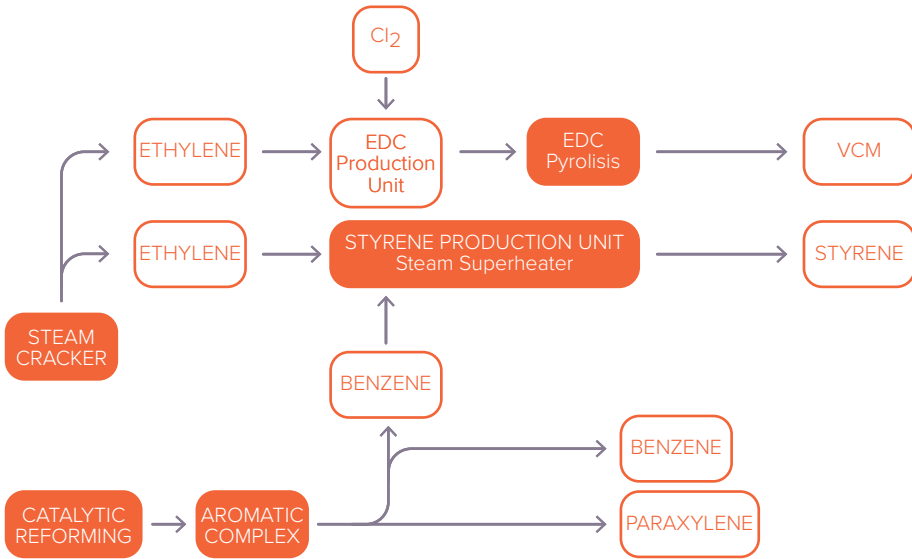 Cl2
ETHYLENE
EDC
Production
Unit
EDC
Pyrolisis
VCM
ETHYLENE
STYRENE PRODUCTION UNIT
Steam Superheater
STYRENE
STEAM
CRACKER
BENZENE
BENZENE
CATALYTIC
REFORMING
AROMATIC
COMPLEX
PARAXYLENE